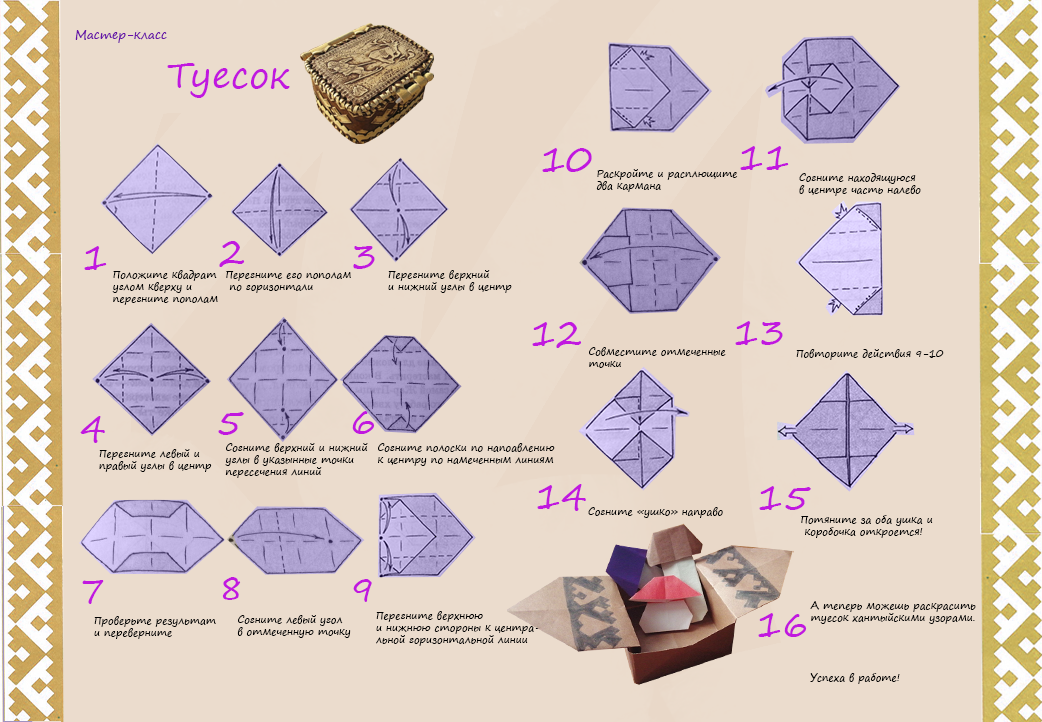 Мастер-класс
Туесок
1
Положите квадрат
углом кверху и
перегните пополам
2
Перегните его пополам
по горизонтали
3
Перегните верхний
и нижний углы в центр
4
Перегните левый и
правый углы в центр
5
Согните верхний и нижний
углы в указынные точки
пересечения линий
6
Согните полоски по напоавлению
к центру по намеченным линиям
7
Проверьте результат
и переверните
8
Согните левый угол
в отмеченную точку
9
Перегните верхнюю
и нижнюю стороны к центра-
льной горизонтальной линии
10
Раскройте и расплющите
два кармана
11
Согните находящуюся
в центре часть налево
12
Совместите отмеченные
точки
13
Повторите действия 9-10
14
Согните «ушко» направо
15
Потяните за оба ушка и
коробочка откроется!
16
А теперь можешь раскрасить
туесок хантыйскими узорами.
Успеха в работе!